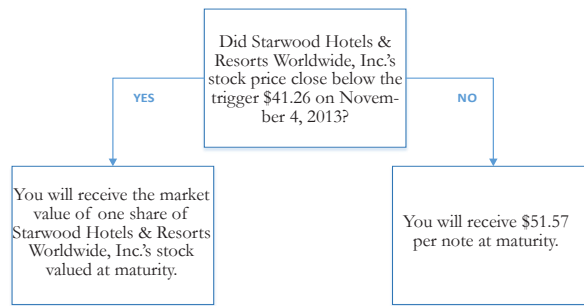 Did Starwood Hotels &
Resorts Worldwide, Inc.'s
stock price close below the
trigger $41.26 on Novem-
ber 4, 2013?
YES
NO
You will receive the market
value of one share of
Starwood Hotels & Resorts
Worldwide, Inc.'s stock
valued at maturity.
You will receive $51.57
per note at maturity.